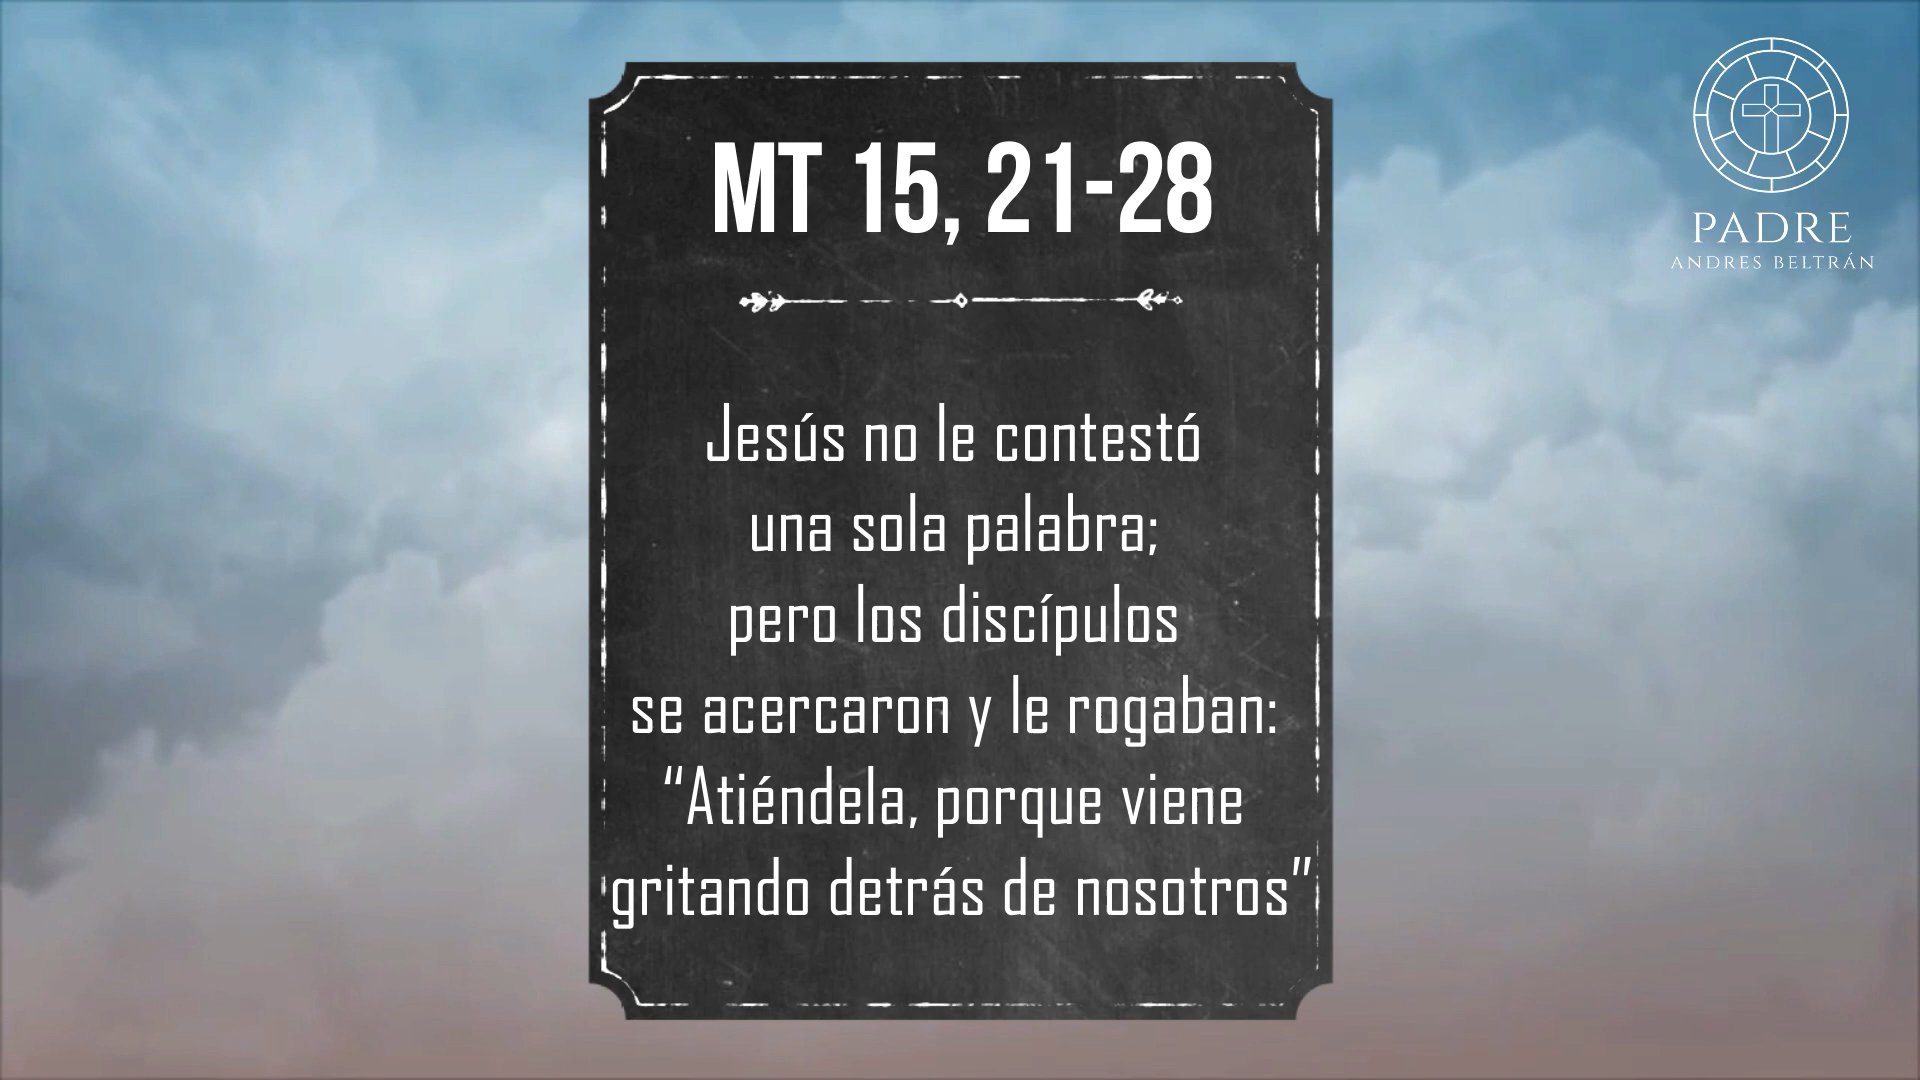 MT 15, 21-28
Jesús no le contestó
una sola palabra;
pero los discípulos
se acercaron y le rogaban:
“Atiéndela, porque viene
gritando detrás de nosotros”
PADRE
ANDRES BELTRÁN